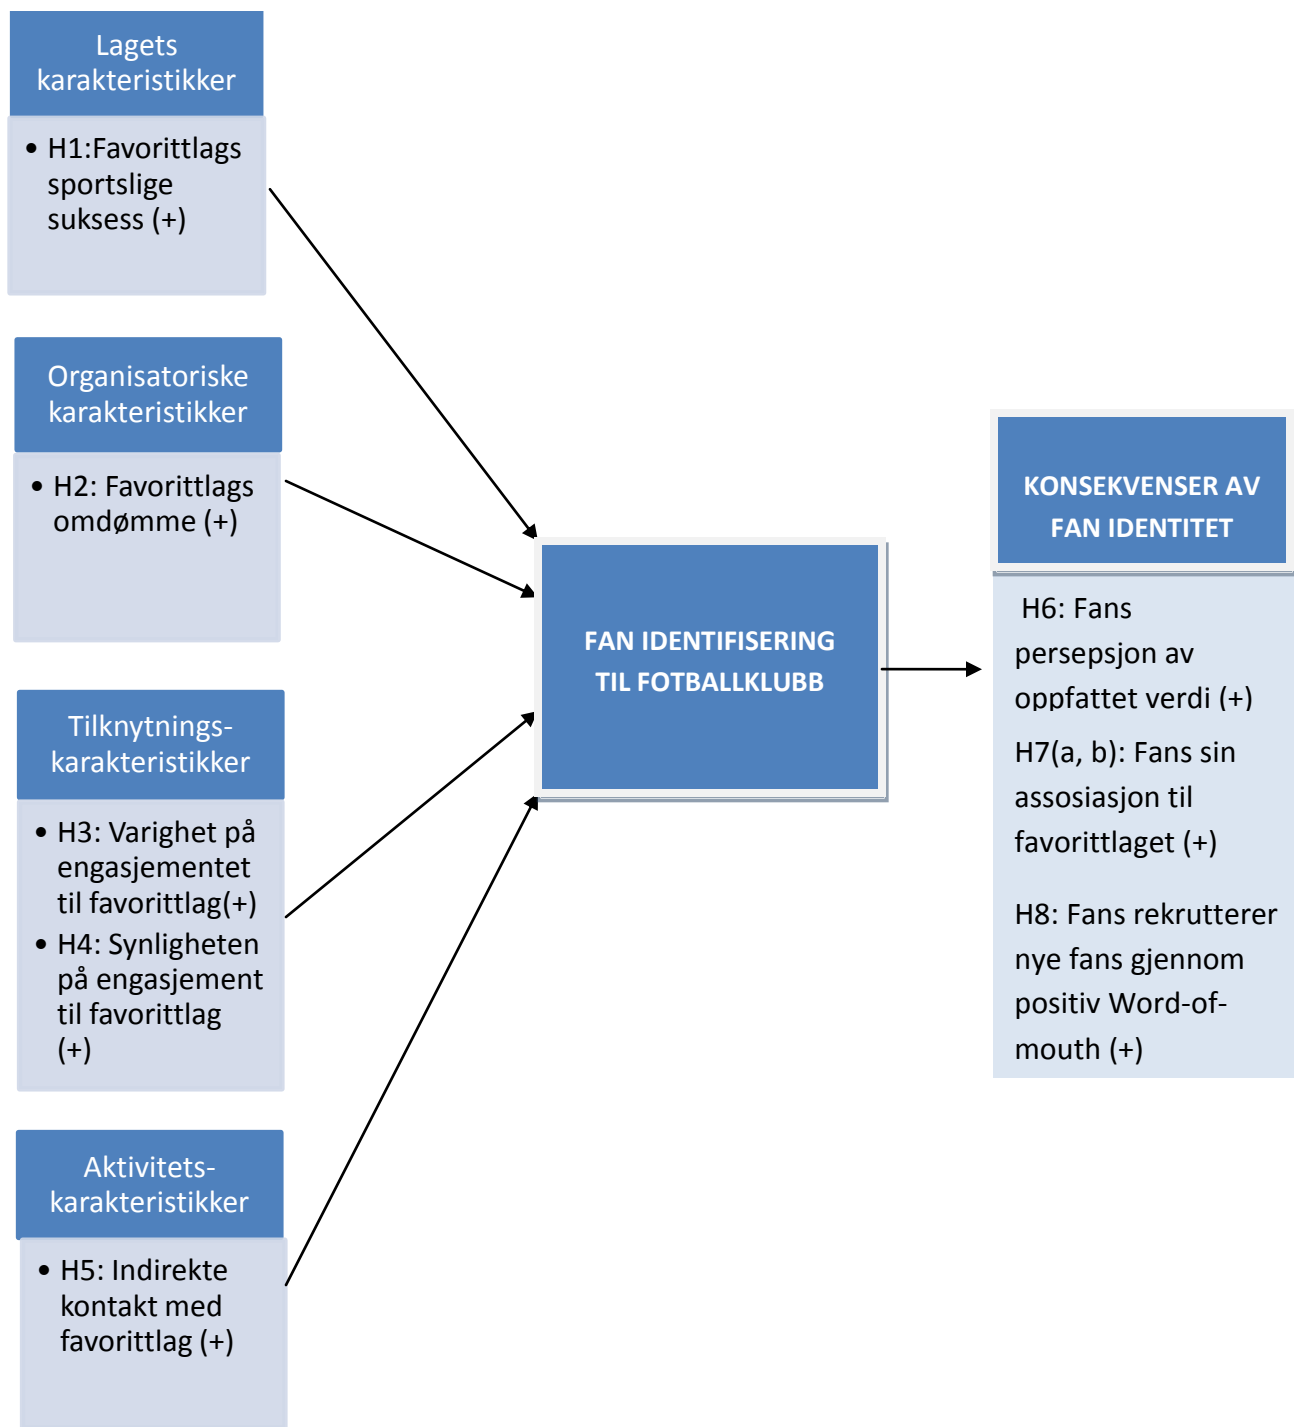 Lagets
karakteristikker
• H1:Favorittlags
sportslige
suksess (+)
Organisatoriske
karakteristikker
• H2: Favorittlags
omdømme (+)
Tilknytnings-
karakteristikker
• H3: Varighet på
engasjementet
til favorittlag(+)
• H4: Synligheten
på engasjement
til favorittlag
(+)
Aktivitets-
karakteristikker
• H5: Indirekte
kontakt med
favorittlag (+)
FAN IDENTIFISERING
TIL FOTBALLKLUBB
KONSEKVENSER AV
FAN IDENTITET
H6: Fans
persepsjon av
oppfattet verdi (+)
H7(a, b): Fans sin
assosiasjon til
favorittlaget (+)
H8: Fans rekrutterer
nye fans gjennom
positiv Word-of-
mouth (+)